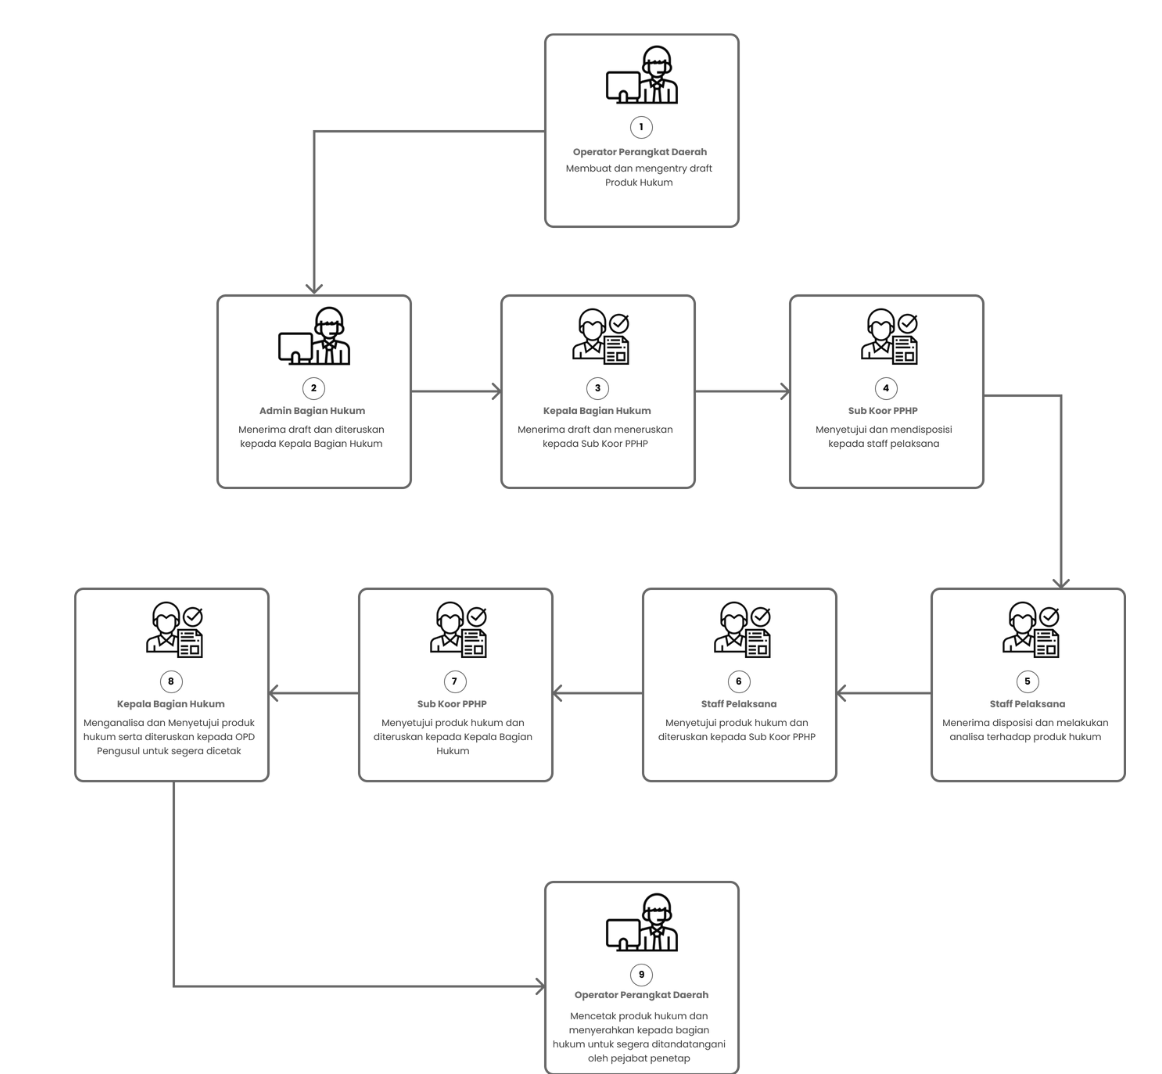 1
Operator Perangkat Daerah
Membuat dan mengentry draft
Produk Hukum
2
Admin Bagian Hukum
Menerima draft dan diteruskan
kepada Kepala Bagian Hukum
3
Kepala Bagian Hukum
Menerima draft dan meneruskan
kepada Sub Koor PPHP
4
Sub Koor PPHP
Menyetujui dan mendisposisi
kepada staff pelaksana
5
Staff Pelaksana
Menerima disposisi dan melakukan
analisa terhadap produk hukum
6
Staff Pelaksana
Menyetujui produk hukum dan
diteruskan kepada Sub Koor PPHP
7
Sub Koor PPHP
Menyetujui produk hukum dan
diteruskan kepada Kepala Bagian
Hukum
8
Kepala Bagian Hukum
Menganalisa dan Menyetujui produk
hukum serta diteruskan kepada OPD
Pengusul untuk segera dicetak
9
Operator Perangkat Daerah
Mencetak produk hukum dan
menyerahkan kepada bagian
hukum untuk segera ditandatangani
oleh pejabat penetap